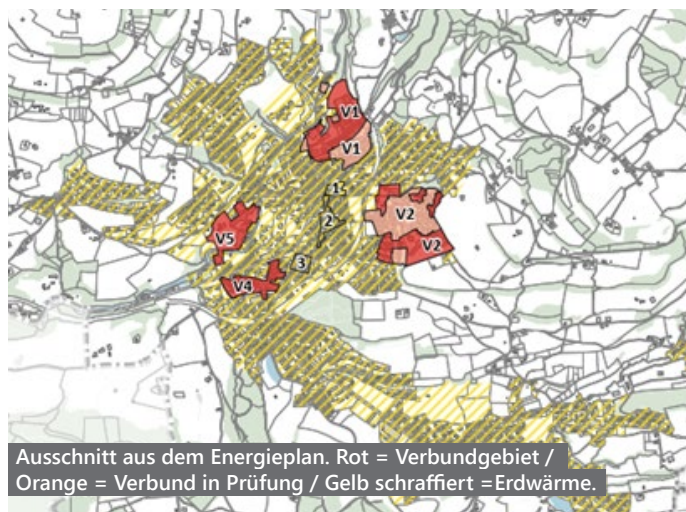 V1
V1
1
2
V2
V2
V5
3
V4
Ausschnitt aus dem Energieplan. Rot = Verbundgebiet /
Orange = Verbund in Prüfung / Gelb schraffiert =Erdwärme.